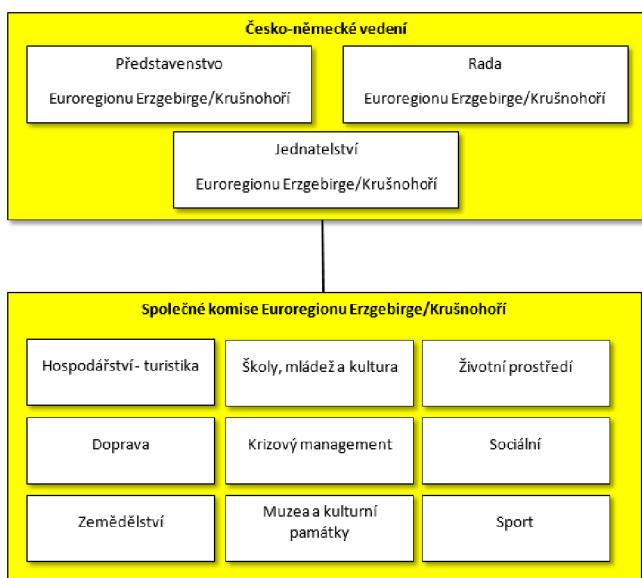 Česko-německé vedení
Představenstvo
Euroregionu Erzgebirge/Krušnohoří
Rada
Euroregionu Erzgebirge/Krušnohoří
Jednatelství
Euroregionu Erzgebirge/Krušnohoří
Společné komise Euroregionu Erzgebirge/Krušnohoří
Hospodářství - turistika
Školy, mládež a kultura
Životní prostředí
Doprava
Krizový management
Sociální
Zemědělství
Muzea a kulturní
památky
Sport